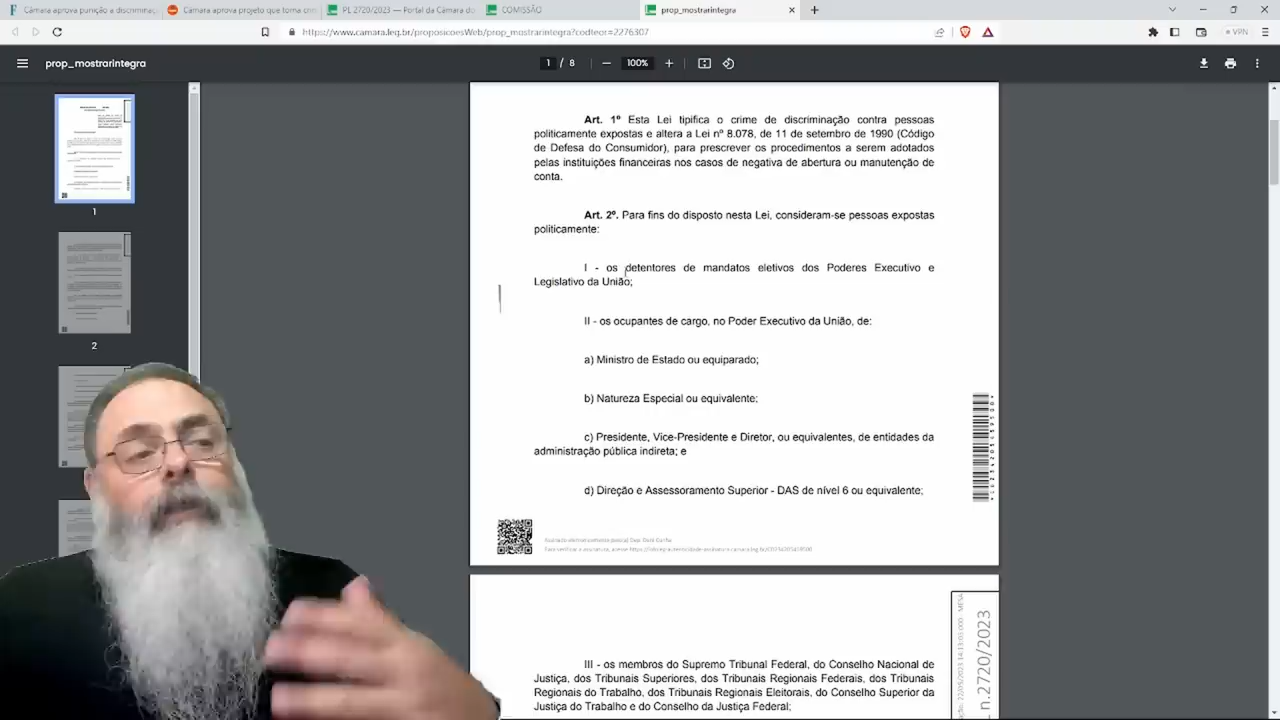 Câmara aprova punição a discriminaç
Câmara aprova projeto que torna crim
PL 2720/2023 — Portal da Câmara do
COMISSÃO
prop_mostrarintegra
https://www.camara.leg.br/proposicoesWeb/prop_mostrarintegra?codteor=2276307
VPN
prop_mostrarintegra
1 / 8
100%
Art. 1º Esta Lei tipifica o crime de discriminação contra pessoas
politicamente expostas e altera a Lei nº 8.078, de 11 de setembro de 1990 (Código
de Defesa do Consumidor), para prescrever os procedimentos a serem adotados
pelas instituições financeiras nos casos de negativa de abertura ou manutenção de
conta.
Art. 2º. Para fins do disposto nesta Lei, consideram-se pessoas expostas
politicamente:
I - os detentores de mandatos eletivos dos Poderes Executivo e
Legislativo da União;
II - os ocupantes de cargo, no Poder Executivo da União, de:
a) Ministro de Estado ou equiparado;
b) Natureza Especial ou equivalente;
c) Presidente, Vice-Presidente e Diretor, ou equivalentes, de entidades da
administração pública indireta; e
d) Direção e Assessoramento Superior - DAS de nível 6 ou equivalente;
III - os membros do Supremo Tribunal Federal, do Conselho Nacional de
Justiça, dos Tribunais Superiores, dos Tribunais Regionais Federais, dos Tribunais
Regionais do Trabalho, dos Tribunais Regionais Eleitorais, do Conselho Superior da
Justiça do Trabalho e do Conselho da Justiça Federal;
n.2720/2023
1
2